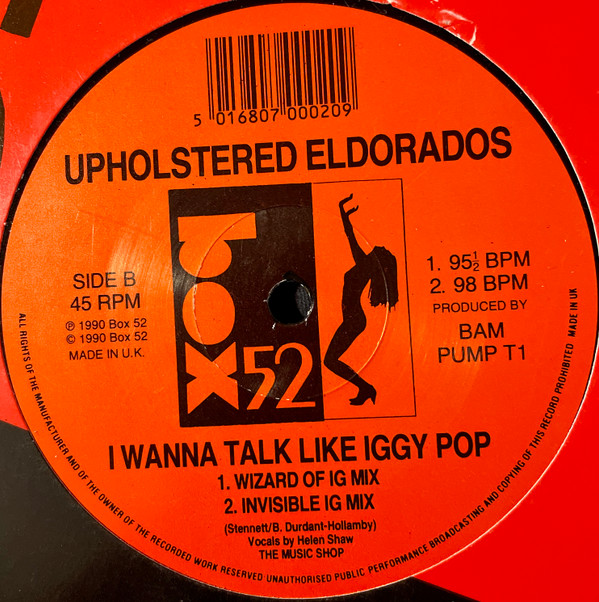 5 016807 000209
UPHOLSTERED ELDORADOS
box
52
SIDE B
45 RPM
℗ 1990 Box 52
© 1990 Box 52
MADE IN U.K.
1. 95½ BPM
2. 98 BPM
PRODUCED BY
BAM
PUMP T1
I WANNA TALK LIKE IGGY POP
1. WIZARD OF IG MIX
2. INVISIBLE IG MIX
(Stennett/B. Durdant-Hollamby)
Vocals by Helen Shaw
THE MUSIC SHOP
ALL RIGHTS OF THE MANUFACTURER AND OF THE OWNER OF THE RECORDED WORK RESERVED UNAUTHORISED PUBLIC PERFORMANCE BROADCASTING AND COPYING OF THIS RECORD PROHIBITED MADE IN UK